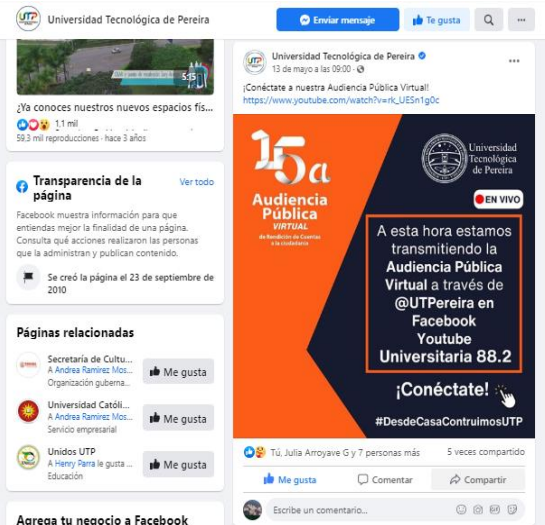 UTP
Universidad Tecnológica de Pereira
Enviar mensaje
Te gusta
5:15
¿Ya conoces nuestros nuevos espacios fís...
1,1 mil
59,3 mil reproducciones · hace 3 años
Transparencia de la página
Ver todo
Facebook muestra información para que
entiendas mejor la finalidad de una página.
Consulta qué acciones realizaron las personas
que la administran y publican contenido.
Se creó la página el 23 de septiembre de
2010
Páginas relacionadas
Secretaría de Cultu...
A Andrea Ramirez Mos...
Organización guberna...
Me gusta
Universidad Católi...
A Andrea Ramirez Mos...
Servicio empresarial
Me gusta
Unidos UTP
A Henry Parra le gusta ...
Educación
Me gusta
Agrega tu negocio a Facebook
UTP
Universidad Tecnológica de Pereira
13 de mayo a las 09:00 ·
¡Conéctate a nuestra Audiencia Pública Virtual!
https://www.youtube.com/watch?v=rk_UESn1g0c
15a
Audiencia
Pública
VIRTUAL
de Rendición de Cuentas
a la ciudadanía
Universidad
Tecnológica
de Pereira
EN VIVO
A esta hora estamos
transmitiendo la
Audiencia Pública
Virtual a través de
@UTPereira en
Facebook
Youtube
Universitaria 88.2
¡Conéctate!
#DesdeCasaContruimosUTP
Tú, Julia Arroyave G y 7 personas más
5 veces compartido
Me gusta
Comentar
Compartir
Escribe un comentario...